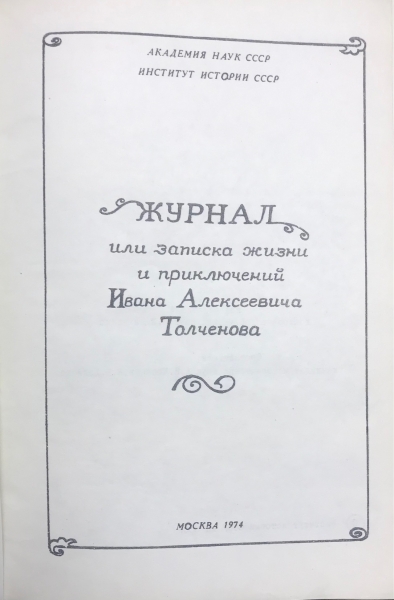 АКАДЕМИЯ НАУК СССР
ИНСТИТУТ ИСТОРИИ СССР
ЖУРНАЛ
или записка жизни
и приключений
Ивана Алексеевича
Толченова
МОСКВА 1974